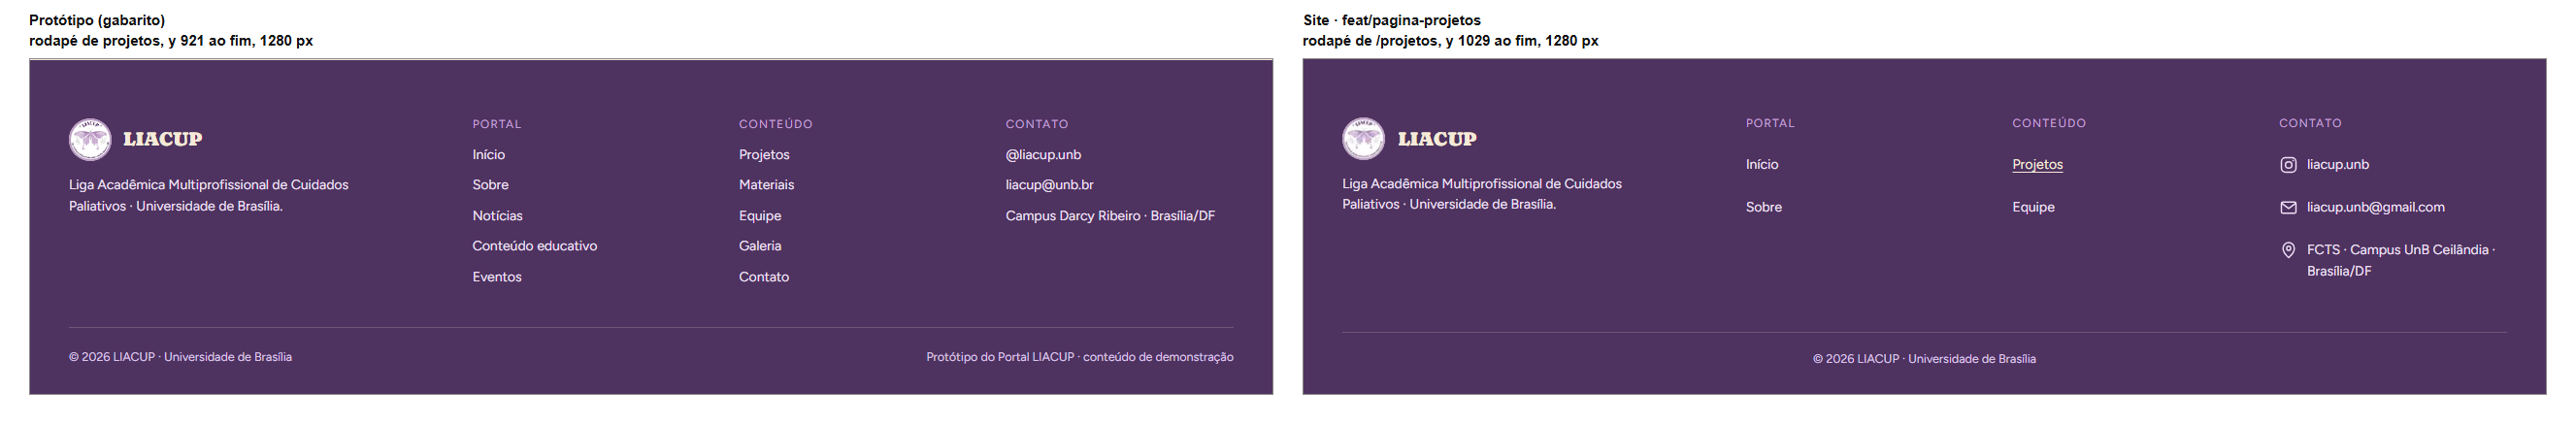 Protótipo (gabarito)
rodapé de projetos, y 921 ao fim, 1280 px
LIACUP
Liga Acadêmica Multiprofissional de Cuidados
Paliativos · Universidade de Brasília.
PORTAL
Início
Sobre
Notícias
Conteúdo educativo
Eventos
CONTEÚDO
Projetos
Materiais
Equipe
Galeria
Contato
CONTATO
@liacup.unb
liacup@unb.br
Campus Darcy Ribeiro · Brasília/DF
© 2026 LIACUP · Universidade de Brasília
Protótipo do Portal LIACUP · conteúdo de demonstração
Site · feat/pagina-projetos
rodapé de /projetos, y 1029 ao fim, 1280 px
LIACUP
Liga Acadêmica Multiprofissional de Cuidados
Paliativos · Universidade de Brasília.
PORTAL
Início
Sobre
CONTEÚDO
Projetos
Equipe
CONTATO
liacup.unb
liacup.unb@gmail.com
FCTS · Campus UnB Ceilândia ·
Brasília/DF
© 2026 LIACUP · Universidade de Brasília